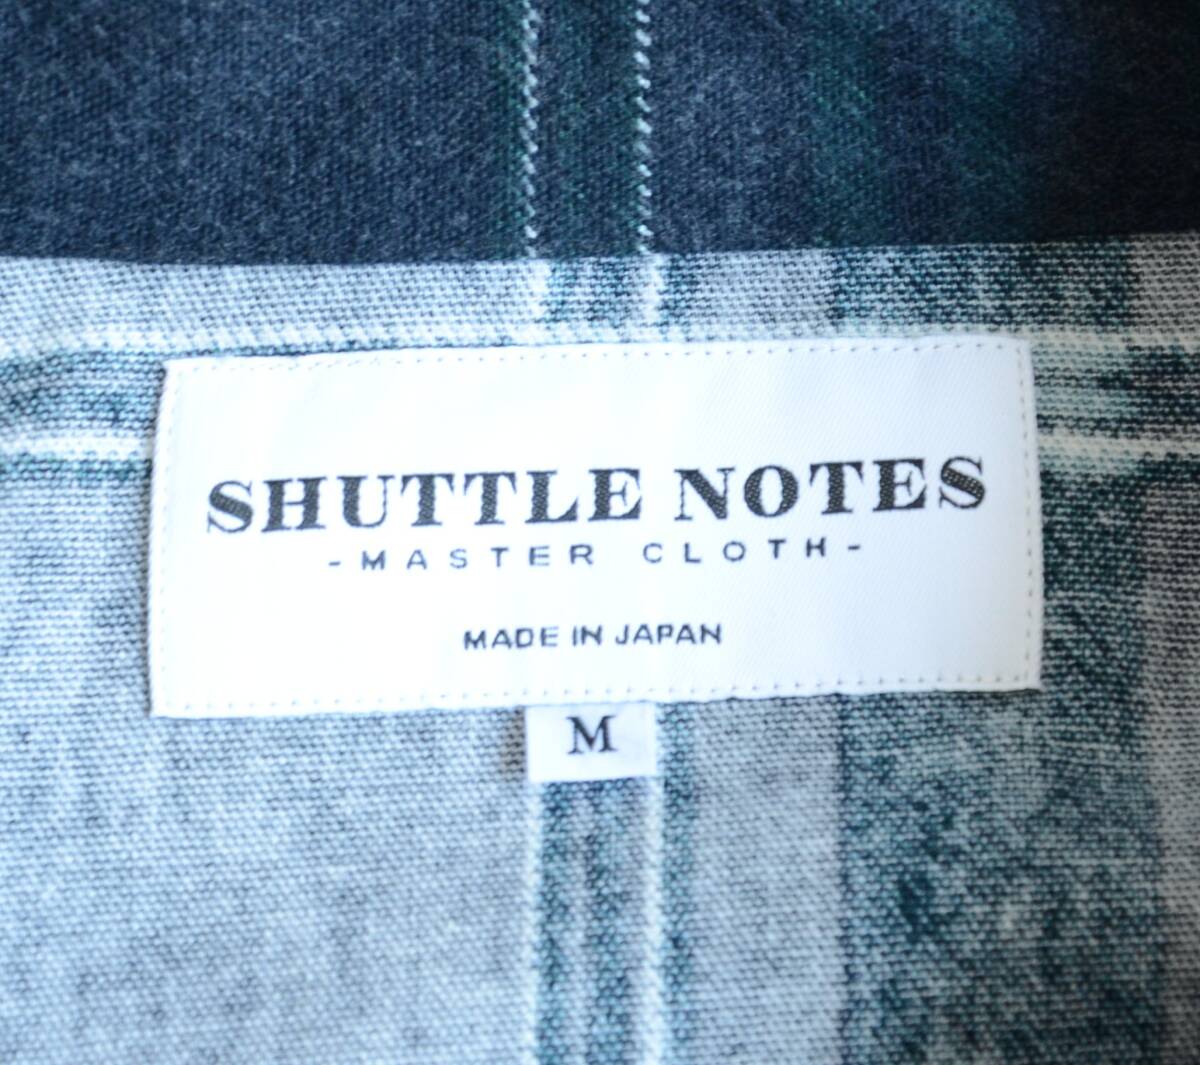 SHUTTLE NOTES
-MASTER CLOTH-
MADE IN JAPAN
M